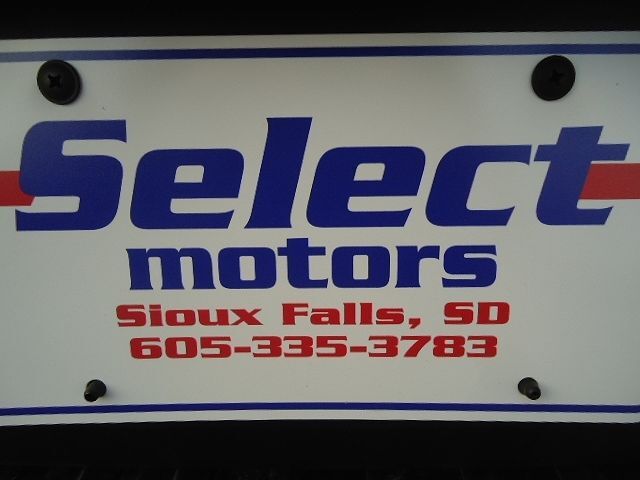 Select
motors
Sioux Falls, SD
605-335-3783